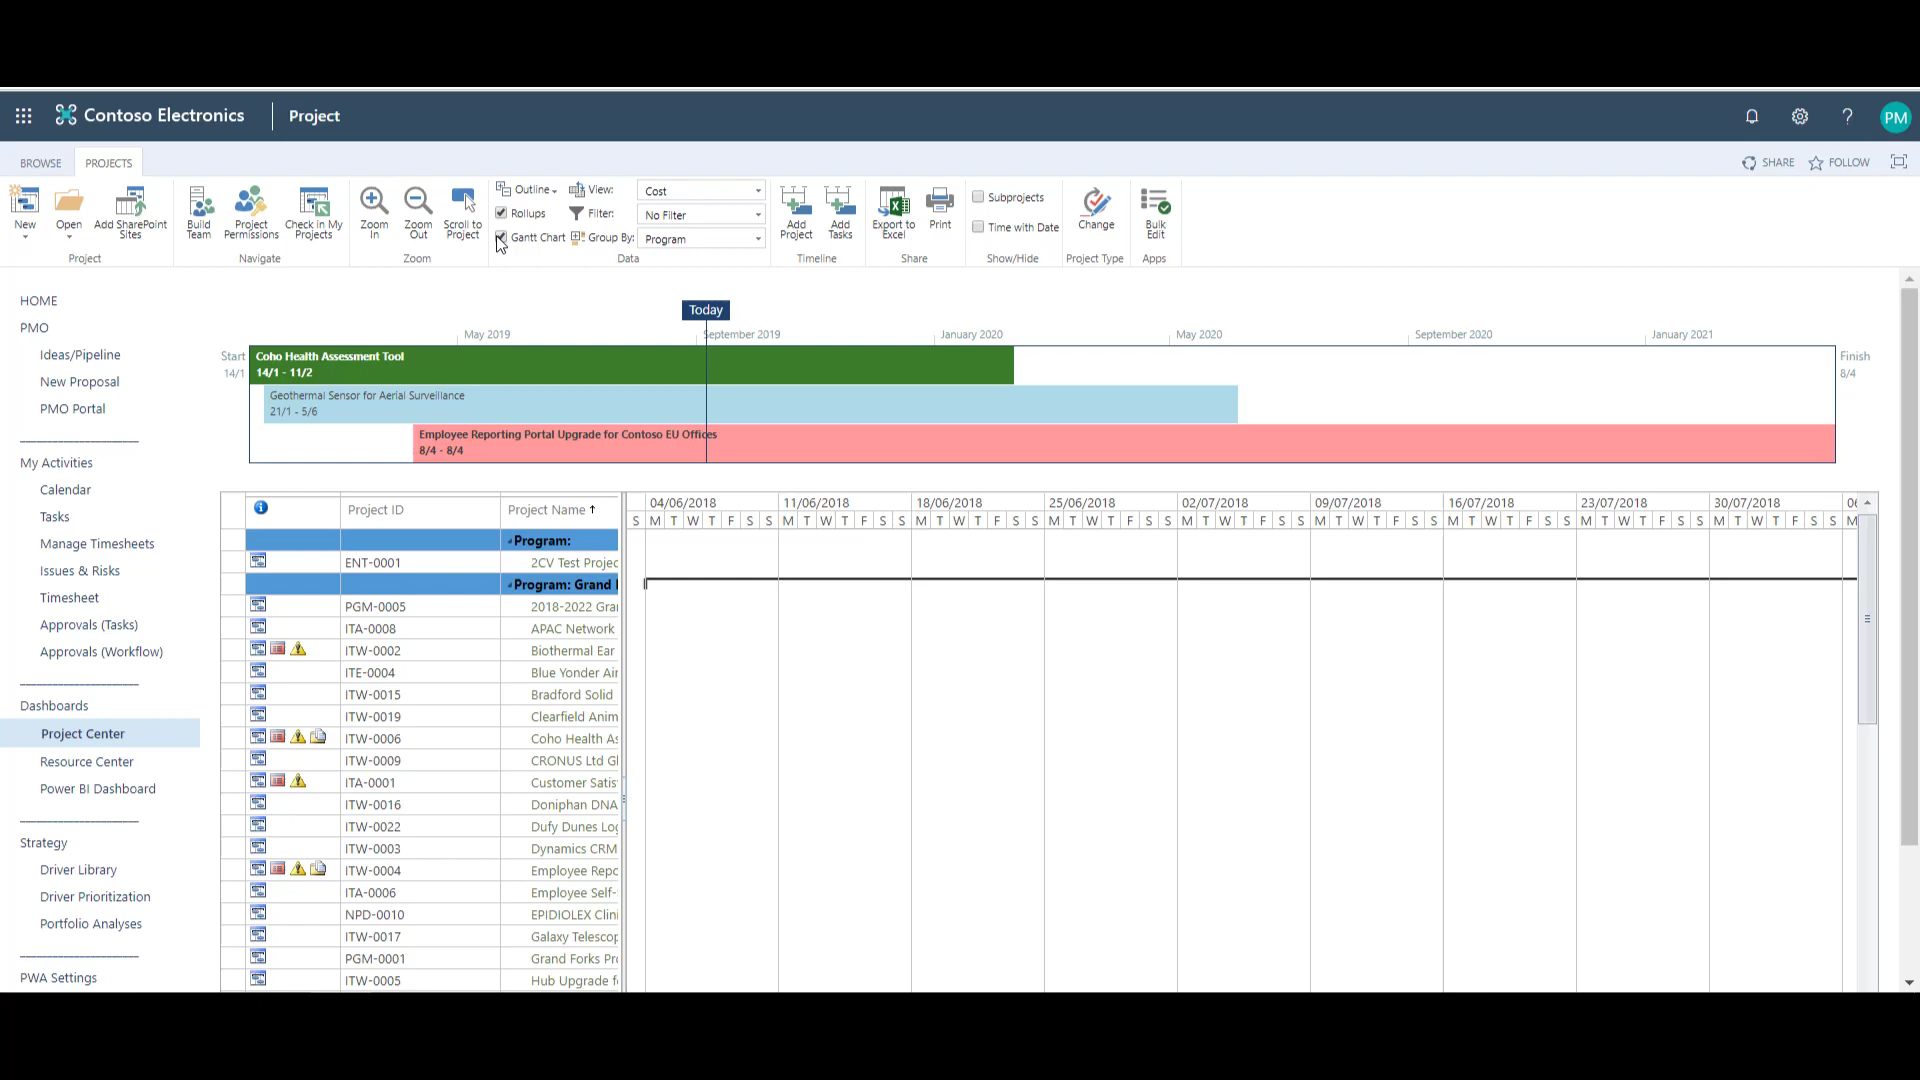 Contoso Electronics
Project
PM
BROWSE
PROJECTS
SHARE
FOLLOW
New
Open
Add SharePoint
Sites
Project
Build
Team
Project
Permissions
Check in My
Projects
Navigate
Zoom
In
Zoom
Out
Scroll to
Project
Zoom
Outline
Rollups
Gantt Chart
View:
Cost
Filter:
No Filter
Group By:
Program
Data
Add
Project
Add
Tasks
Timeline
Export to
Excel
Print
Share
Subprojects
Time with Date
Show/Hide
Change
Project Type
Bulk
Edit
Apps
HOME
PMO
Ideas/Pipeline
New Proposal
PMO Portal
My Activities
Calendar
Tasks
Manage Timesheets
Issues & Risks
Timesheet
Approvals (Tasks)
Approvals (Workflow)
Dashboards
Project Center
Resource Center
Power BI Dashboard
Strategy
Driver Library
Driver Prioritization
Portfolio Analyses
PWA Settings
Today
May 2019
September 2019
January 2020
May 2020
September 2020
January 2021
Start
14/1
Coho Health Assessment Tool
14/1 - 11/2
Geothermal Sensor for Aerial Surveillance
21/1 - 5/6
Employee Reporting Portal Upgrade for Contoso EU Offices
8/4 - 8/4
Finish
8/4
Project ID
Project Name
04/06/2018 11/06/2018 18/06/2018 25/06/2018 02/07/2018 09/07/2018 16/07/2018 23/07/2018 30/07/2018
S M T W T F S S M T W T F S S M T W T F S S M T W T F S S M T W T F S S M T W T F S S M T W T F S S M T W T F S S M T W T F S S M
Program:
ENT-0001 2CV Test Projec
Program: Grand
PGM-0005 2018-2022 Gra
ITA-0008 APAC Network
ITW-0002 Biothermal Ear
ITE-0004 Blue Yonder Air
ITW-0015 Bradford Solid
ITW-0019 Clearfield Anim
ITW-0006 Coho Health As
ITW-0009 CRONUS Ltd Gl
ITA-0001 Customer Satis
ITW-0016 Doniphan DNA
ITW-0022 Dufy Dunes Log
ITW-0003 Dynamics CRM
ITW-0004 Employee Repo
ITA-0006 Employee Self-
NPD-0010 EPIDIOLEX Clini
ITW-0017 Galaxy Telescop
PGM-0001 Grand Forks Pro
ITW-0005 Hub Upgrade f